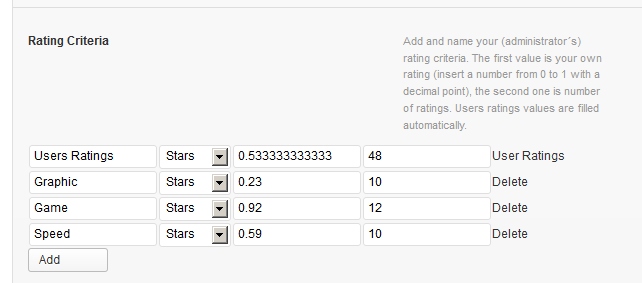 Rating Criteria
Add and name your (administrator´s)
rating criteria. The first value is your own
rating (insert a number from 0 to 1 with a
decimal point), the second one is number
of ratings. Users ratings values are filled
automatically.
Users Ratings Stars 0.533333333333 48 User Ratings
Graphic Stars 0.23 10 Delete
Game Stars 0.92 12 Delete
Speed Stars 0.59 10 Delete
Add